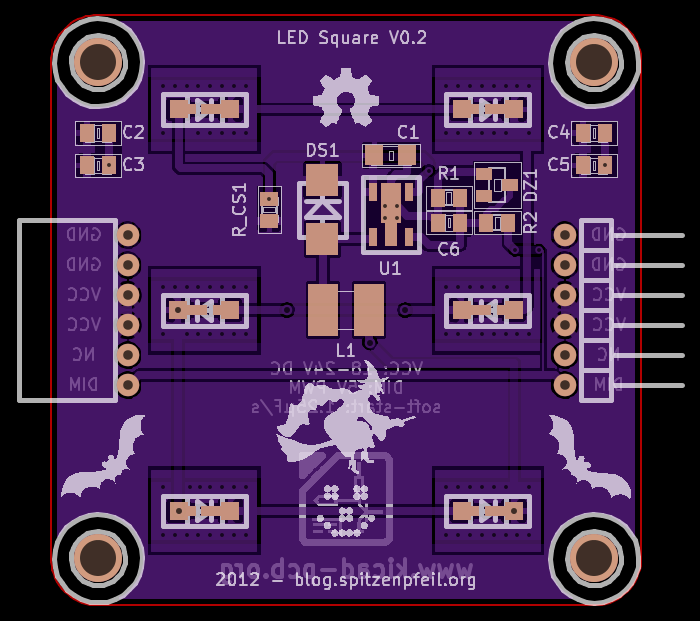 LED Square V0.2
C1
C2
C4
DS1
C3
C5
R1
DZ1
R_CS1
R2
C6
GND
GND
U1
GND
GND
VCC
VCC
VCC
VCC
NC
NC
L1
VCC: 8-24V DC
DIM
DIM: 5V PWM
DIM
soft-start: 1.25uF/s
www.kicad-pcb.org
2012 - blog.spitzenpfeil.org